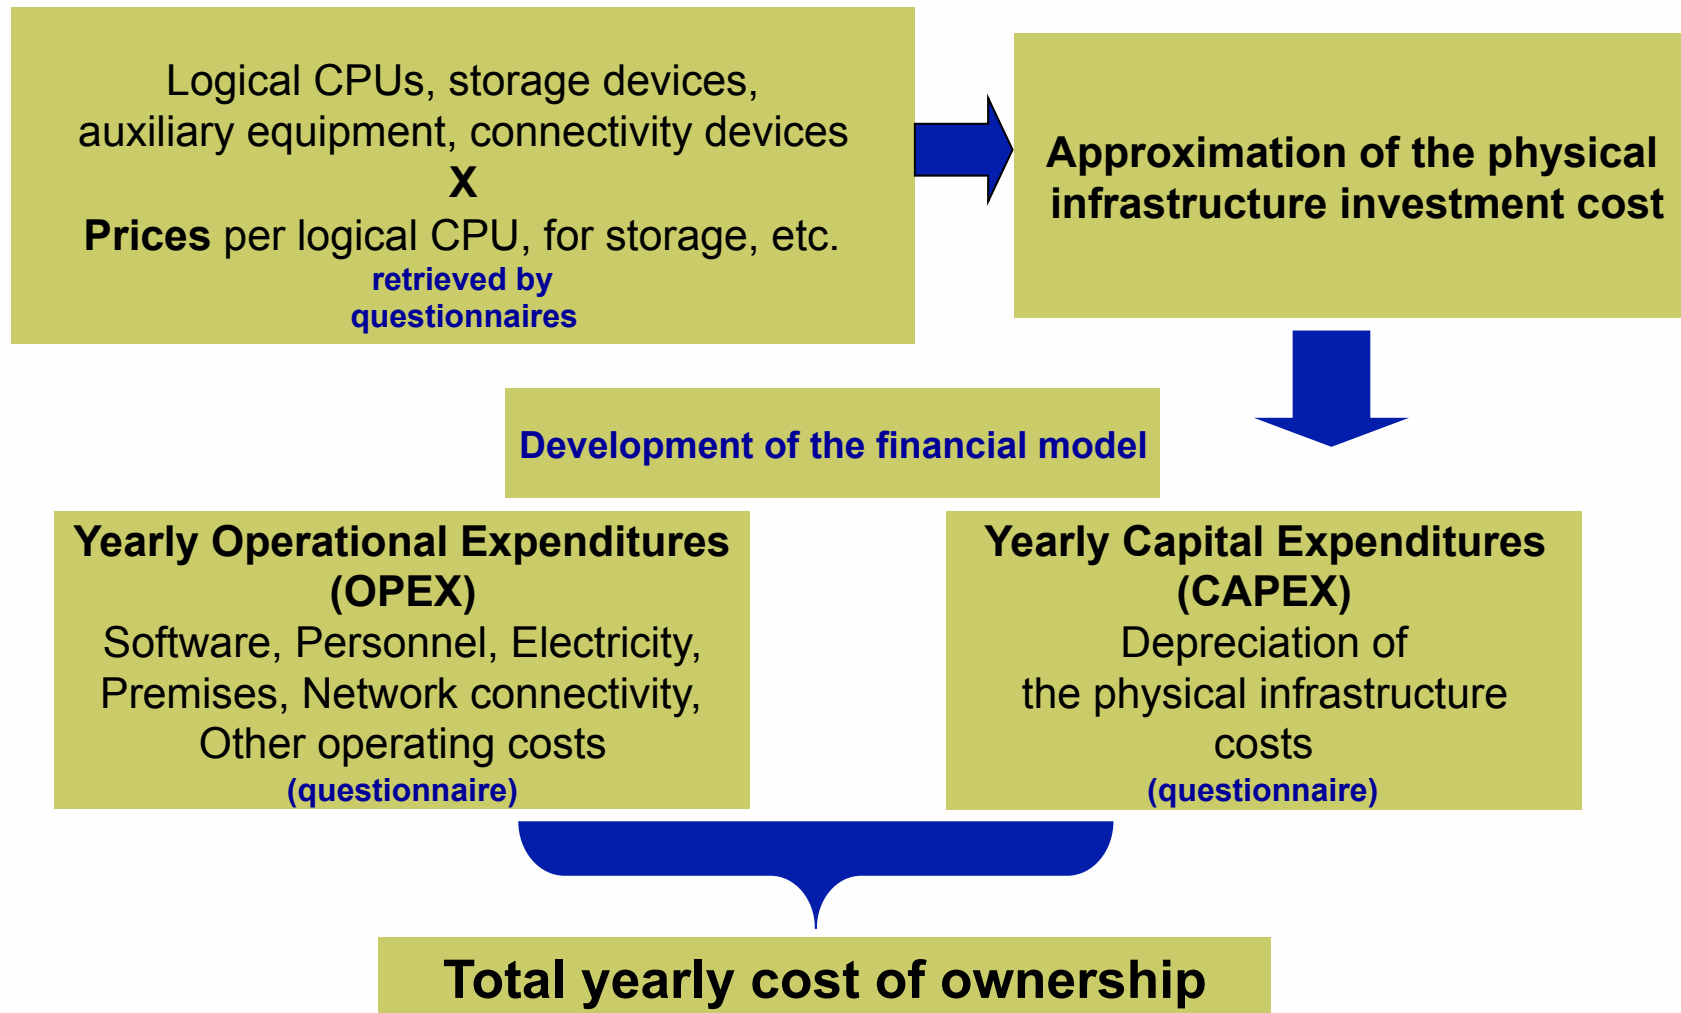 Logical CPUs, storage devices,
auxiliary equipment, connectivity devices
X
Prices per logical CPU, for storage, etc.
retrieved by
questionnaires
Approximation of the physical
infrastructure investment cost
Development of the financial model
Yearly Operational Expenditures
(OPEX)
Software, Personnel, Electricity,
Premises, Network connectivity,
Other operating costs
(questionnaire)
Yearly Capital Expenditures
(CAPEX)
Depreciation of
the physical infrastructure
costs
(questionnaire)
Total yearly cost of ownership